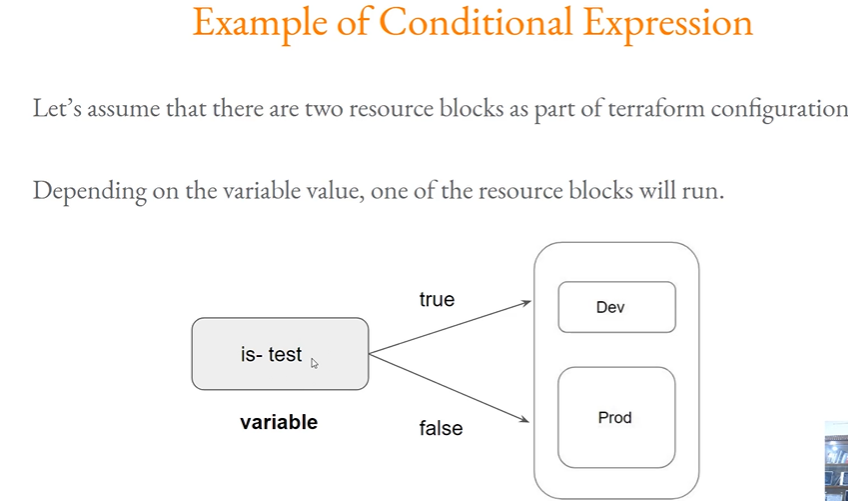 Example of Conditional Expression
Let’s assume that there are two resource blocks as part of terraform configuration
Depending on the variable value, one of the resource blocks will run.
true
Dev
is- test
variable
false
Prod